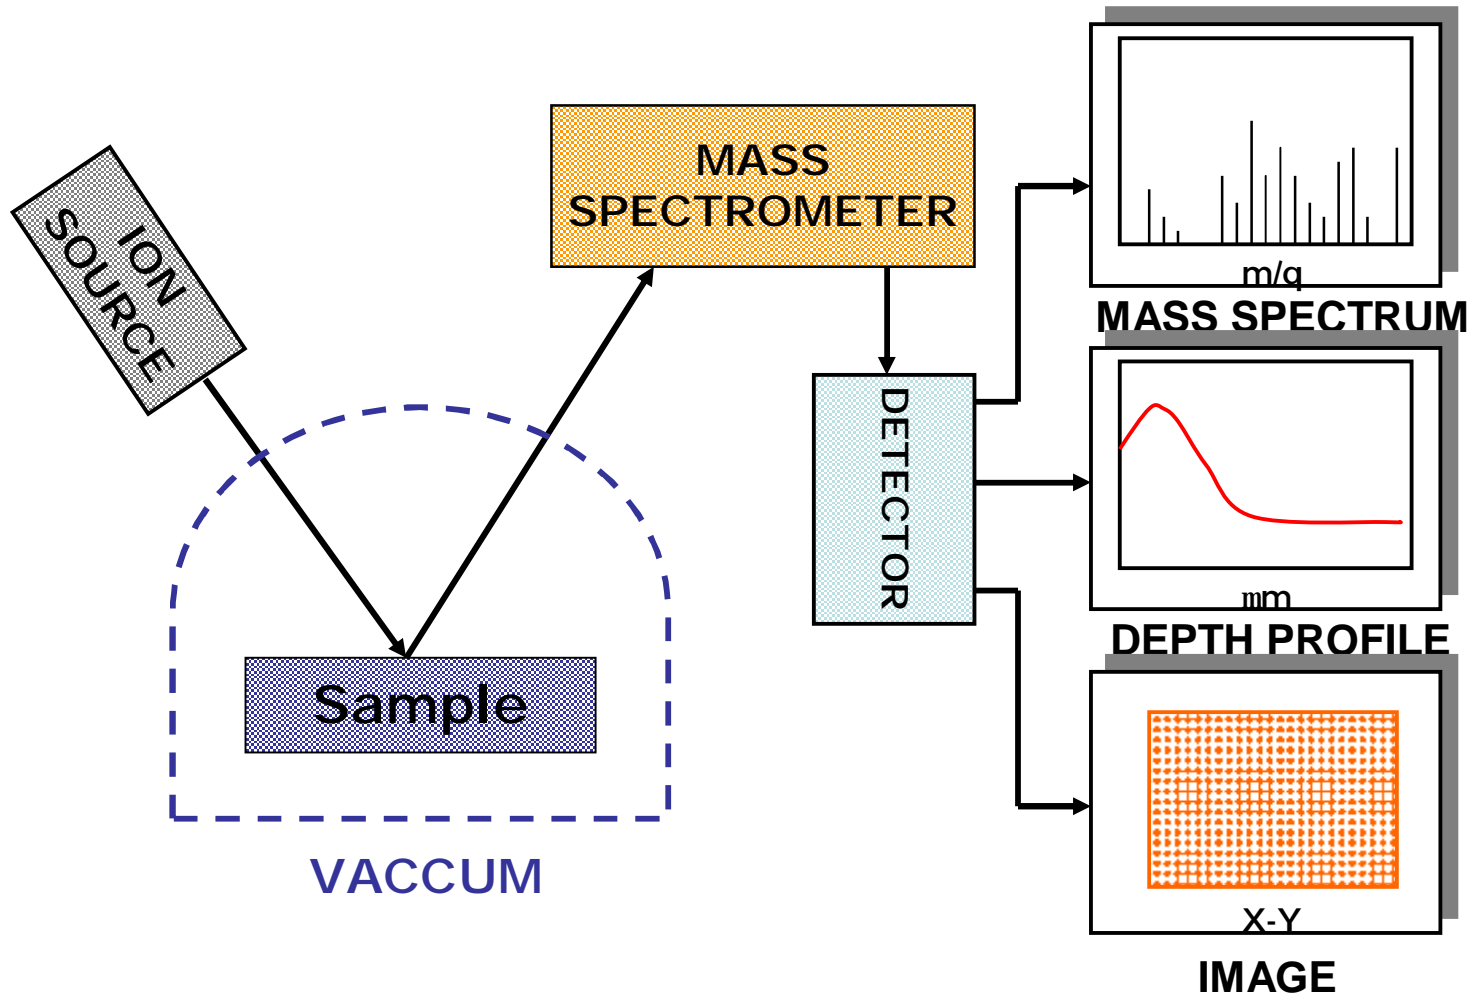 ION
SOURCE
MASS
SPECTROMETER
DETECTOR
Sample
VACCUM
m/q
MASS SPECTRUM
mm
DEPTH PROFILE
X-Y
IMAGE